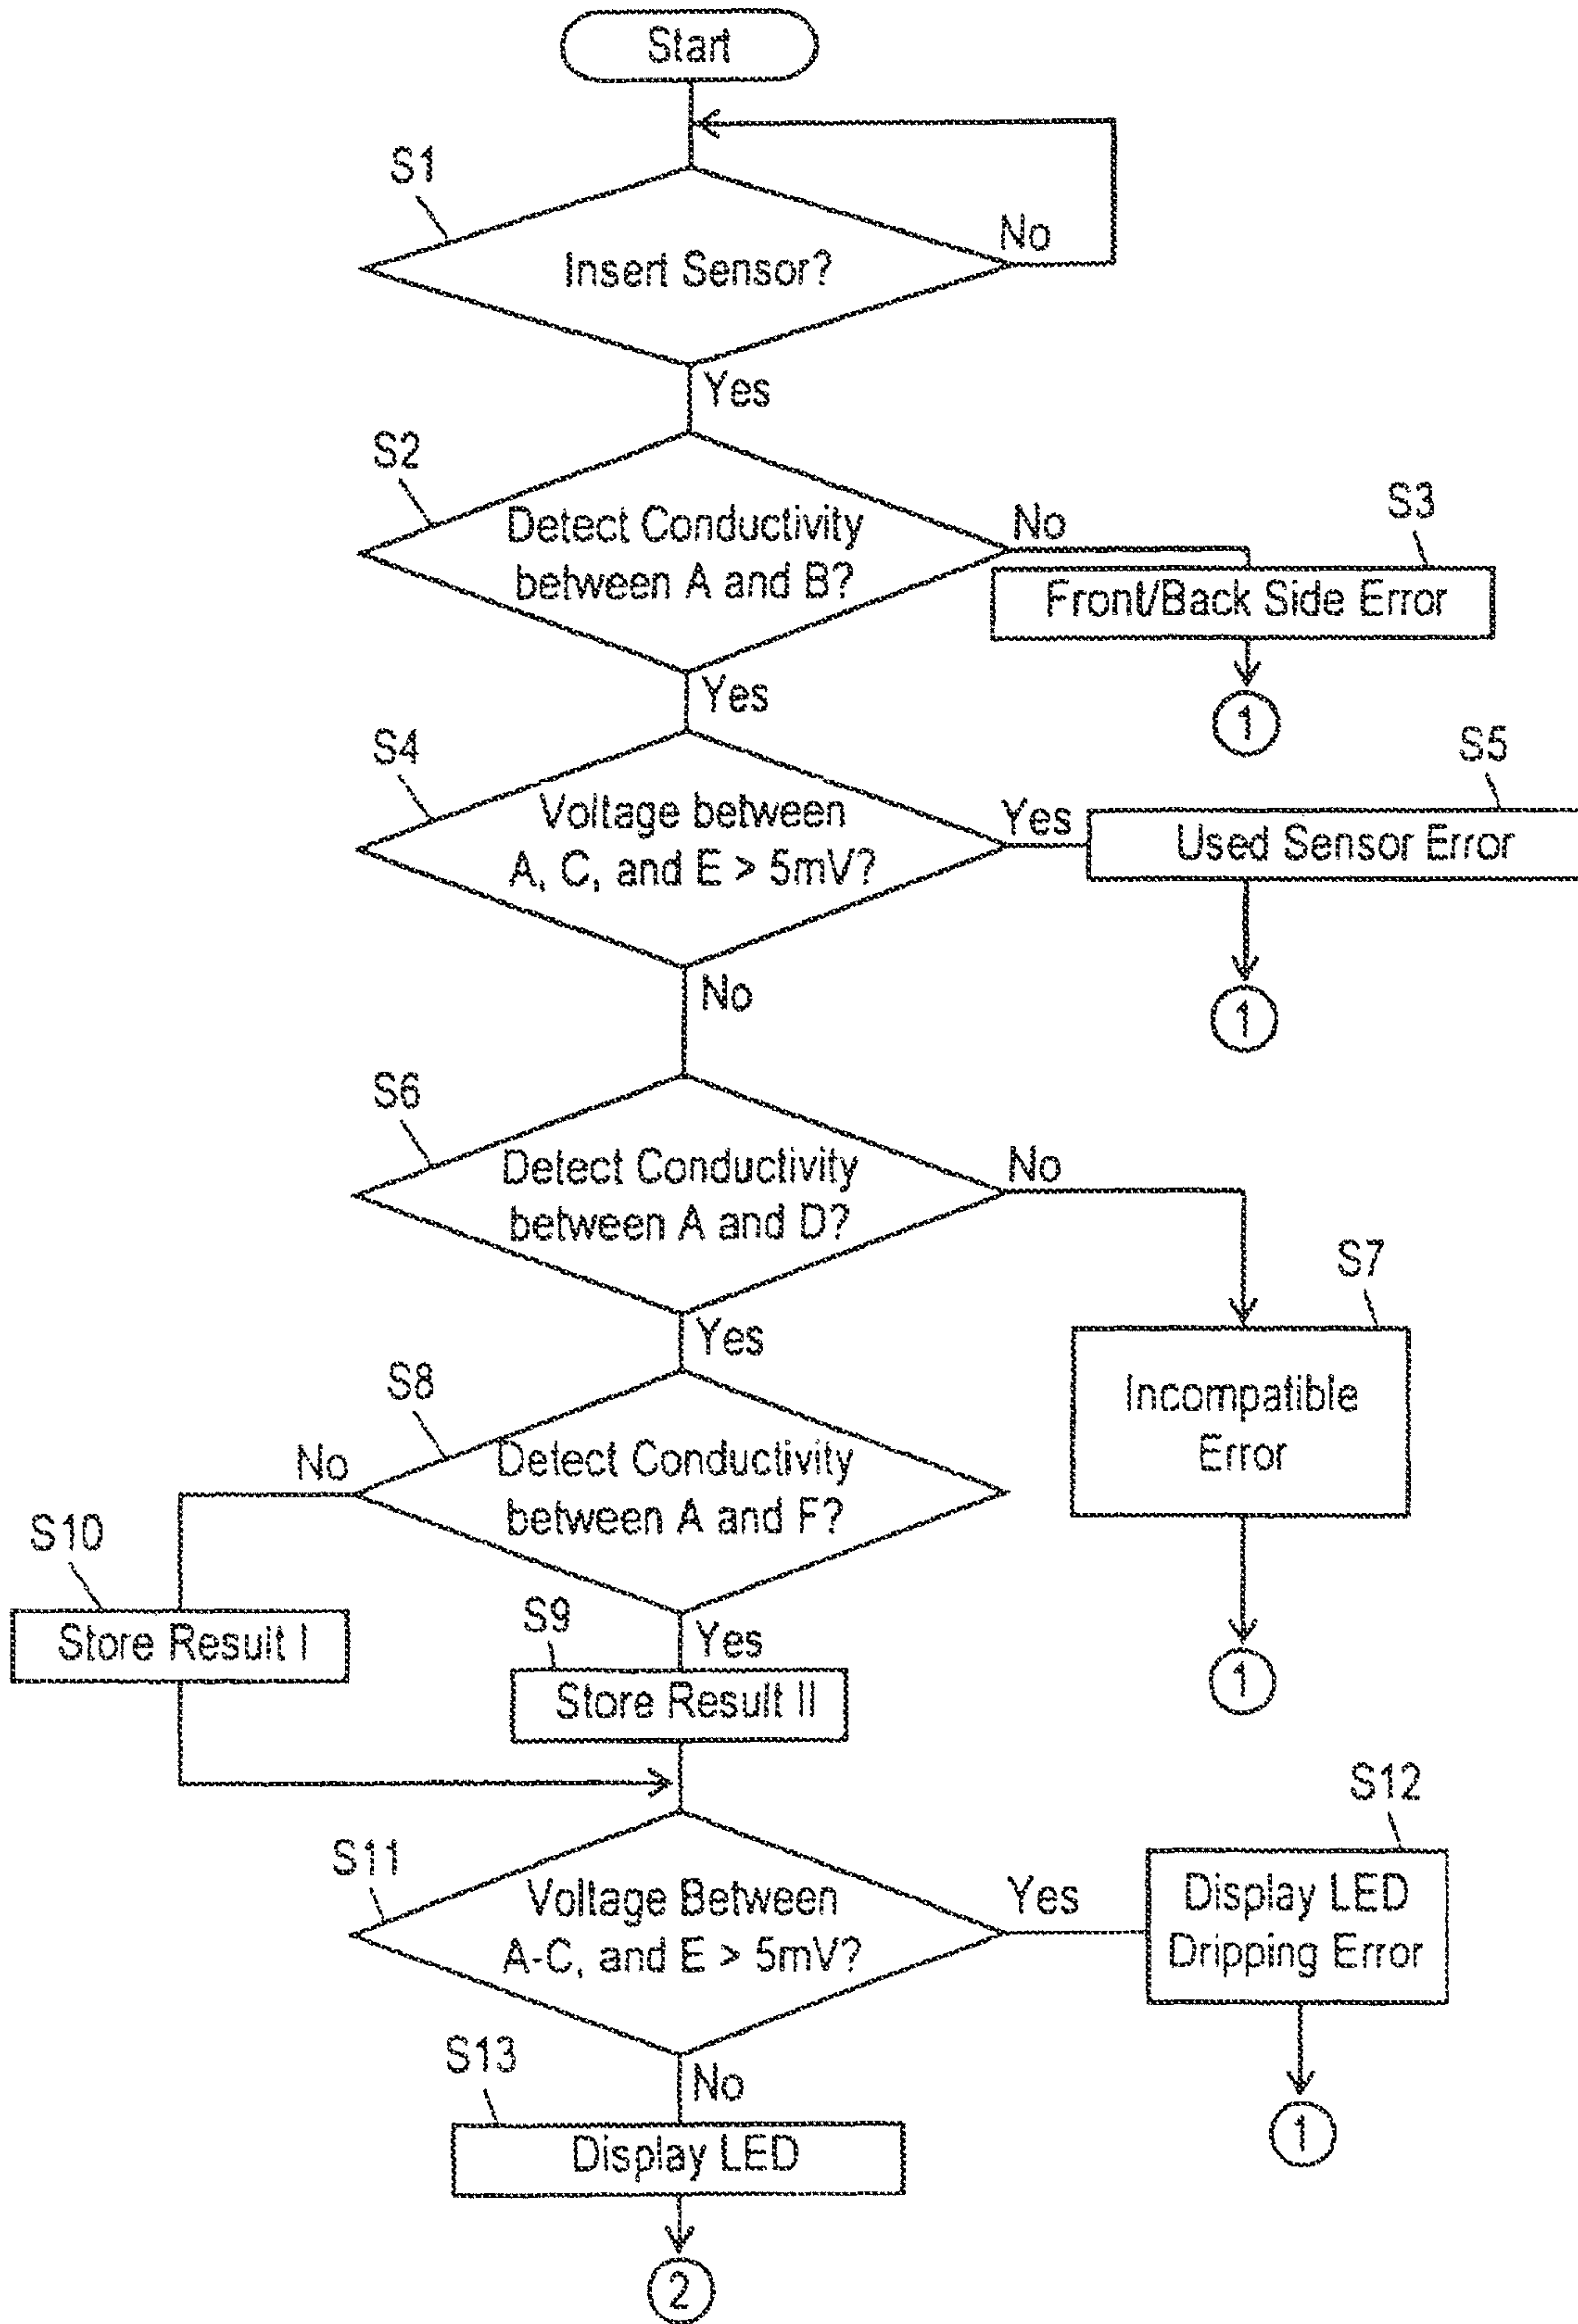 Start
S1
No
Insert Sensor?
Yes
S2
Detect Conductivity
between A and B?
No
S3
Front/Back Side Error
1
Yes
S4
Voltage between
A, C, and E > 5mV?
Yes
S5
Used Sensor Error
1
No
S6
Detect Conductivity
between A and D?
No
S7
Incompatible
Error
1
Yes
S8
Detect Conductivity
between A and F?
No
S10
Store Result I
Yes
S9
Store Result II
S11
Voltage Between
A-C, and E > 5mV?
Yes
S12
Display LED
Dripping Error
1
No
S13
Display LED
2